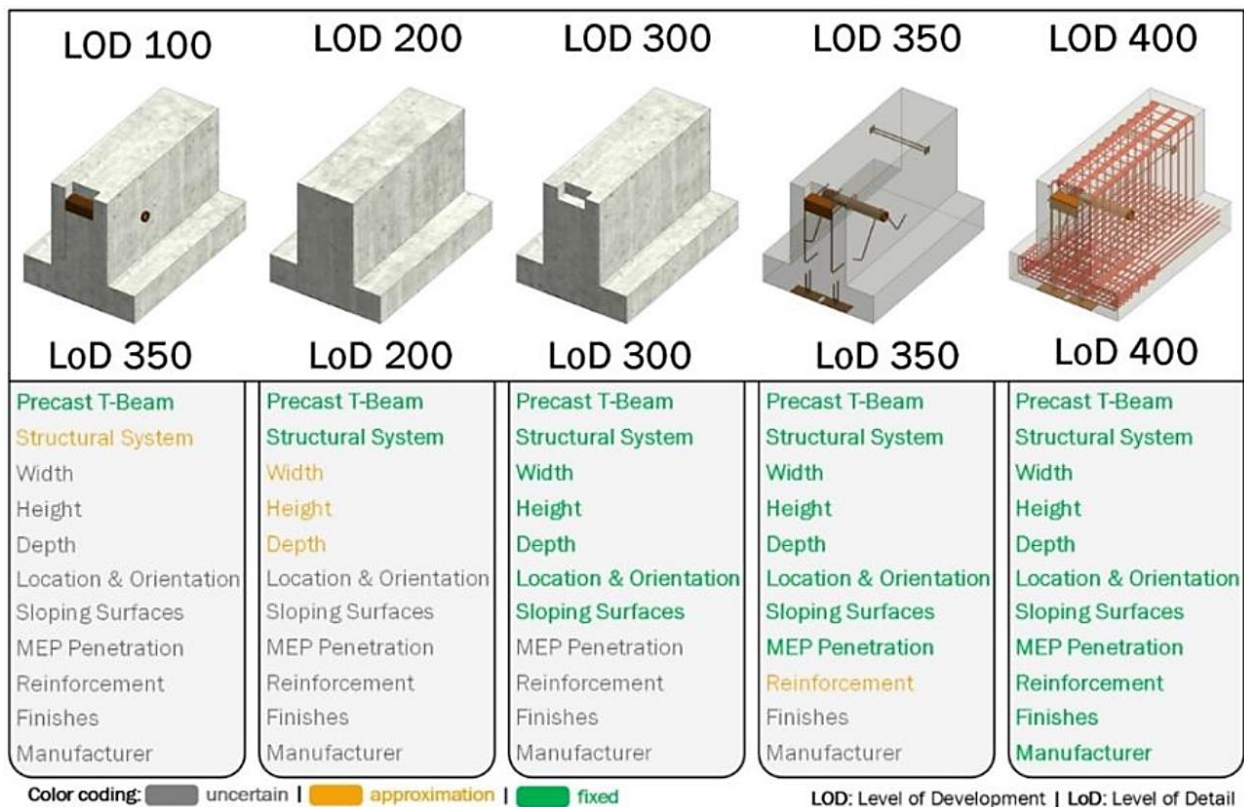 LOD 100
LOD 200
LOD 300
LOD 350
LOD 400
LoD 350
LoD 200
LoD 300
LoD 350
LoD 400
Precast T-Beam
Structural System
Width
Height
Depth
Location & Orientation
Sloping Surfaces
MEP Penetration
Reinforcement
Finishes
Manufacturer
Precast T-Beam
Structural System
Width
Height
Depth
Location & Orientation
Sloping Surfaces
MEP Penetration
Reinforcement
Finishes
Manufacturer
Precast T-Beam
Structural System
Width
Height
Depth
Location & Orientation
Sloping Surfaces
MEP Penetration
Reinforcement
Finishes
Manufacturer
Precast T-Beam
Structural System
Width
Height
Depth
Location & Orientation
Sloping Surfaces
MEP Penetration
Reinforcement
Finishes
Manufacturer
Precast T-Beam
Structural System
Width
Height
Depth
Location & Orientation
Sloping Surfaces
MEP Penetration
Reinforcement
Finishes
Manufacturer
Color coding: uncertain | approximation | fixed
LOD: Level of Development | LoD: Level of Detail